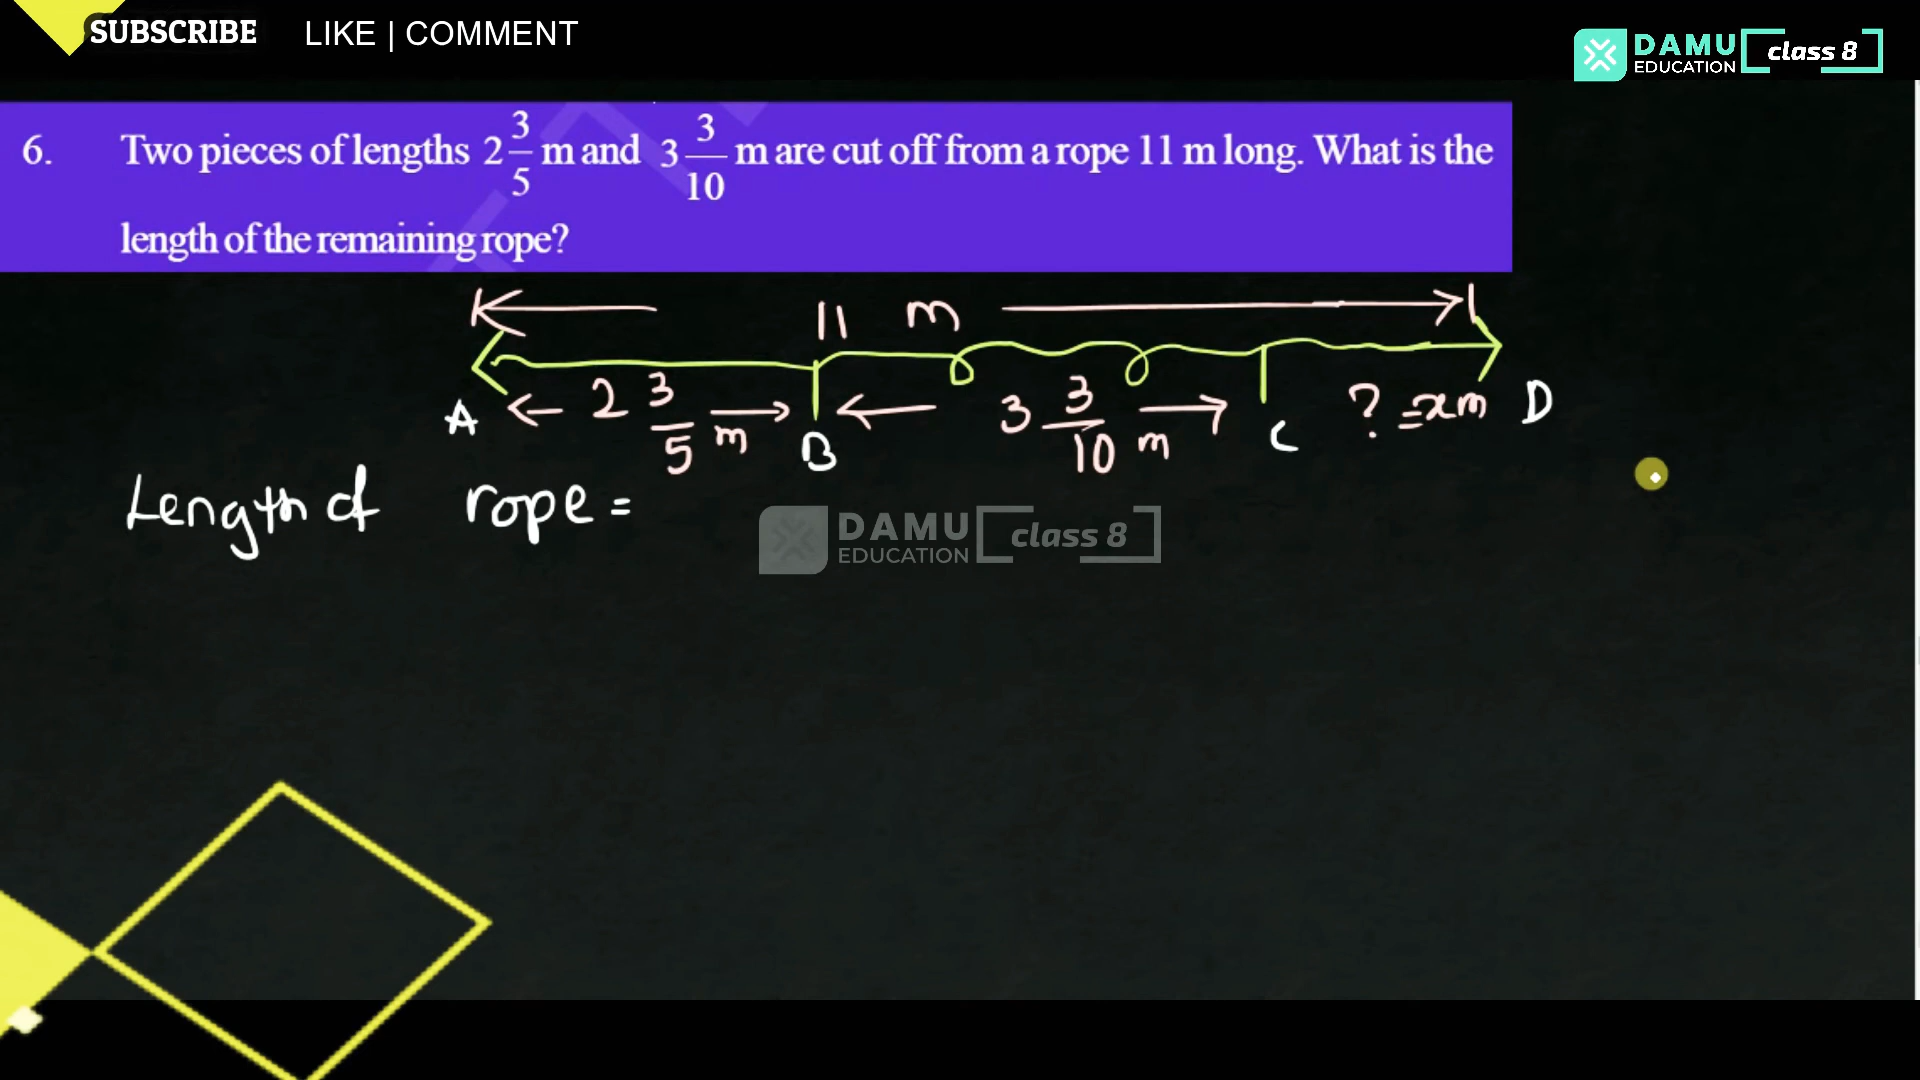 SUBSCRIBE LIKE | COMMENT
DAMU EDUCATION class 8
6. Two pieces of lengths 2 3/5 m and 3 3/10 m are cut off from a rope 11 m long. What is the
length of the remaining rope?
11 m
A 2 3/5 m B 3 3/10 m C ? = x m D
Length of rope =
DAMU EDUCATION class 8